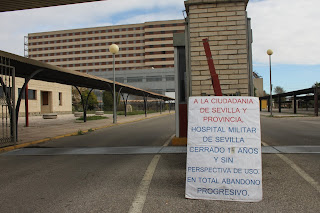 A LA CIUDADANIA
DE SEVILLA Y
PROVINCIA.
HOSPITAL MILITAR
DE SEVILLA
CERRADO AÑOS
Y SIN
PERSPECTIVA DE USO.
EN TOTAL ABANDONO
PROGRESIVO.